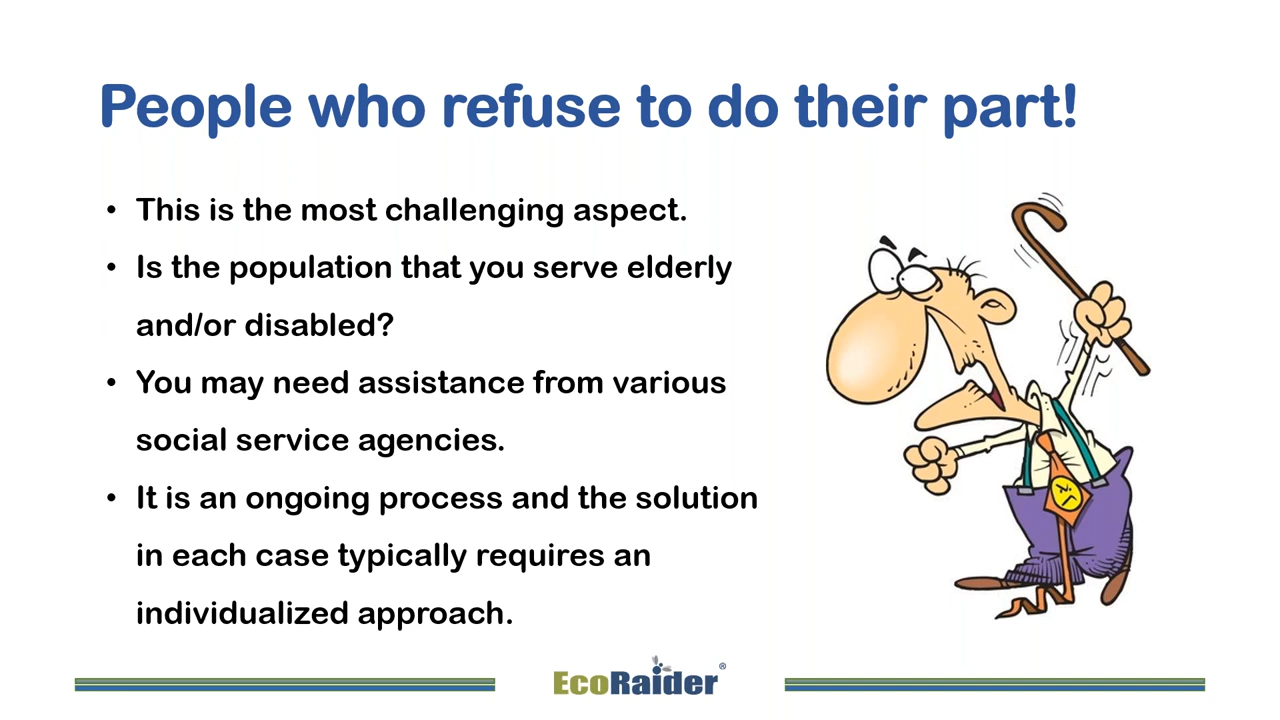 People who refuse to do their part!
• This is the most challenging aspect.
• Is the population that you serve elderly
and/or disabled?
• You may need assistance from various
social service agencies.
• It is an ongoing process and the solution
in each case typically requires an
individualized approach.
EcoRaider®